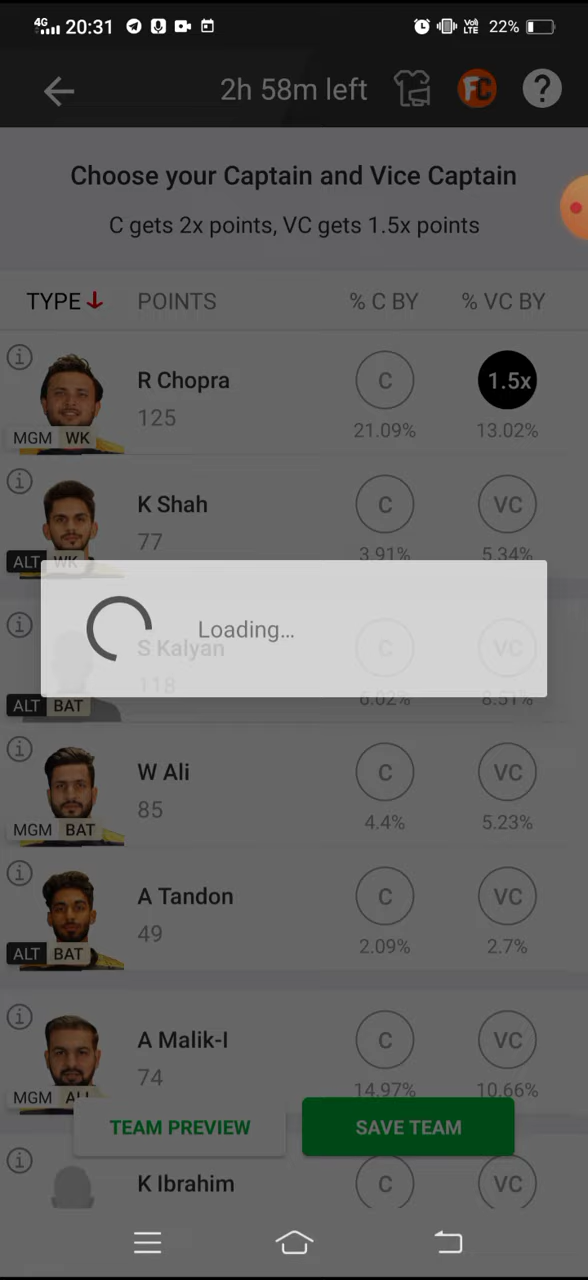 4G 20:31 Vo) LTE 22%
2h 58m left FC ?
Choose your Captain and Vice Captain
C gets 2x points, VC gets 1.5x points
TYPE POINTS % C BY % VC BY
i R Chopra C 1.5x
125 21.09% 13.02%
MGM WK
i K Shah C VC
77 3.91% 5.34%
ALT WK
Loading...
i S Kalyan C VC
118 6.02% 8.51%
ALT BAT
i W Ali C VC
85 4.4% 5.23%
MGM BAT
i A Tandon C VC
49 2.09% 2.7%
ALT BAT
i A Malik-I C VC
74 14.97% 10.66%
MGM ALL
TEAM PREVIEW SAVE TEAM
i K Ibrahim C VC